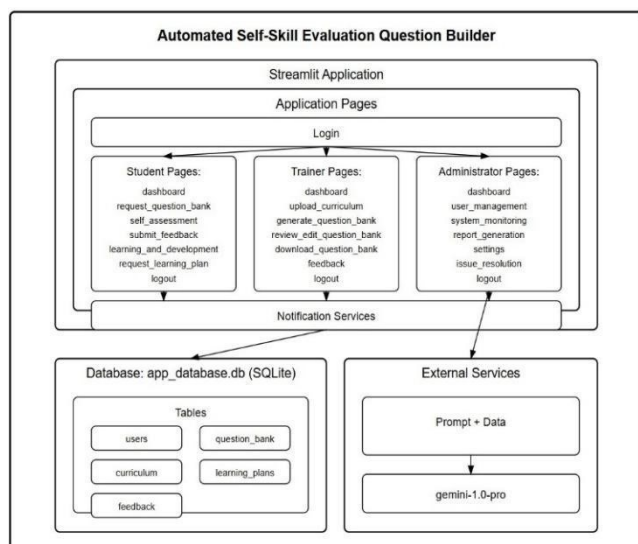 Automated Self-Skill Evaluation Question Builder
Streamlit Application
Application Pages
Login
Student Pages:
dashboard
request_question_bank
self_assessment
submit_feedback
learning_and_development
request_learning_plan
logout
Trainer Pages:
dashboard
upload_curriculum
generate_question_bank
review_edit_question_bank
download_question_bank
feedback
logout
Administrator Pages:
dashboard
user_management
system_monitoring
report_generation
settings
issue_resolution
logout
Notification Services
Database: app_database.db (SQLite)
Tables
users
question_bank
curriculum
learning_plans
feedback
External Services
Prompt + Data
gemini-1.0-pro